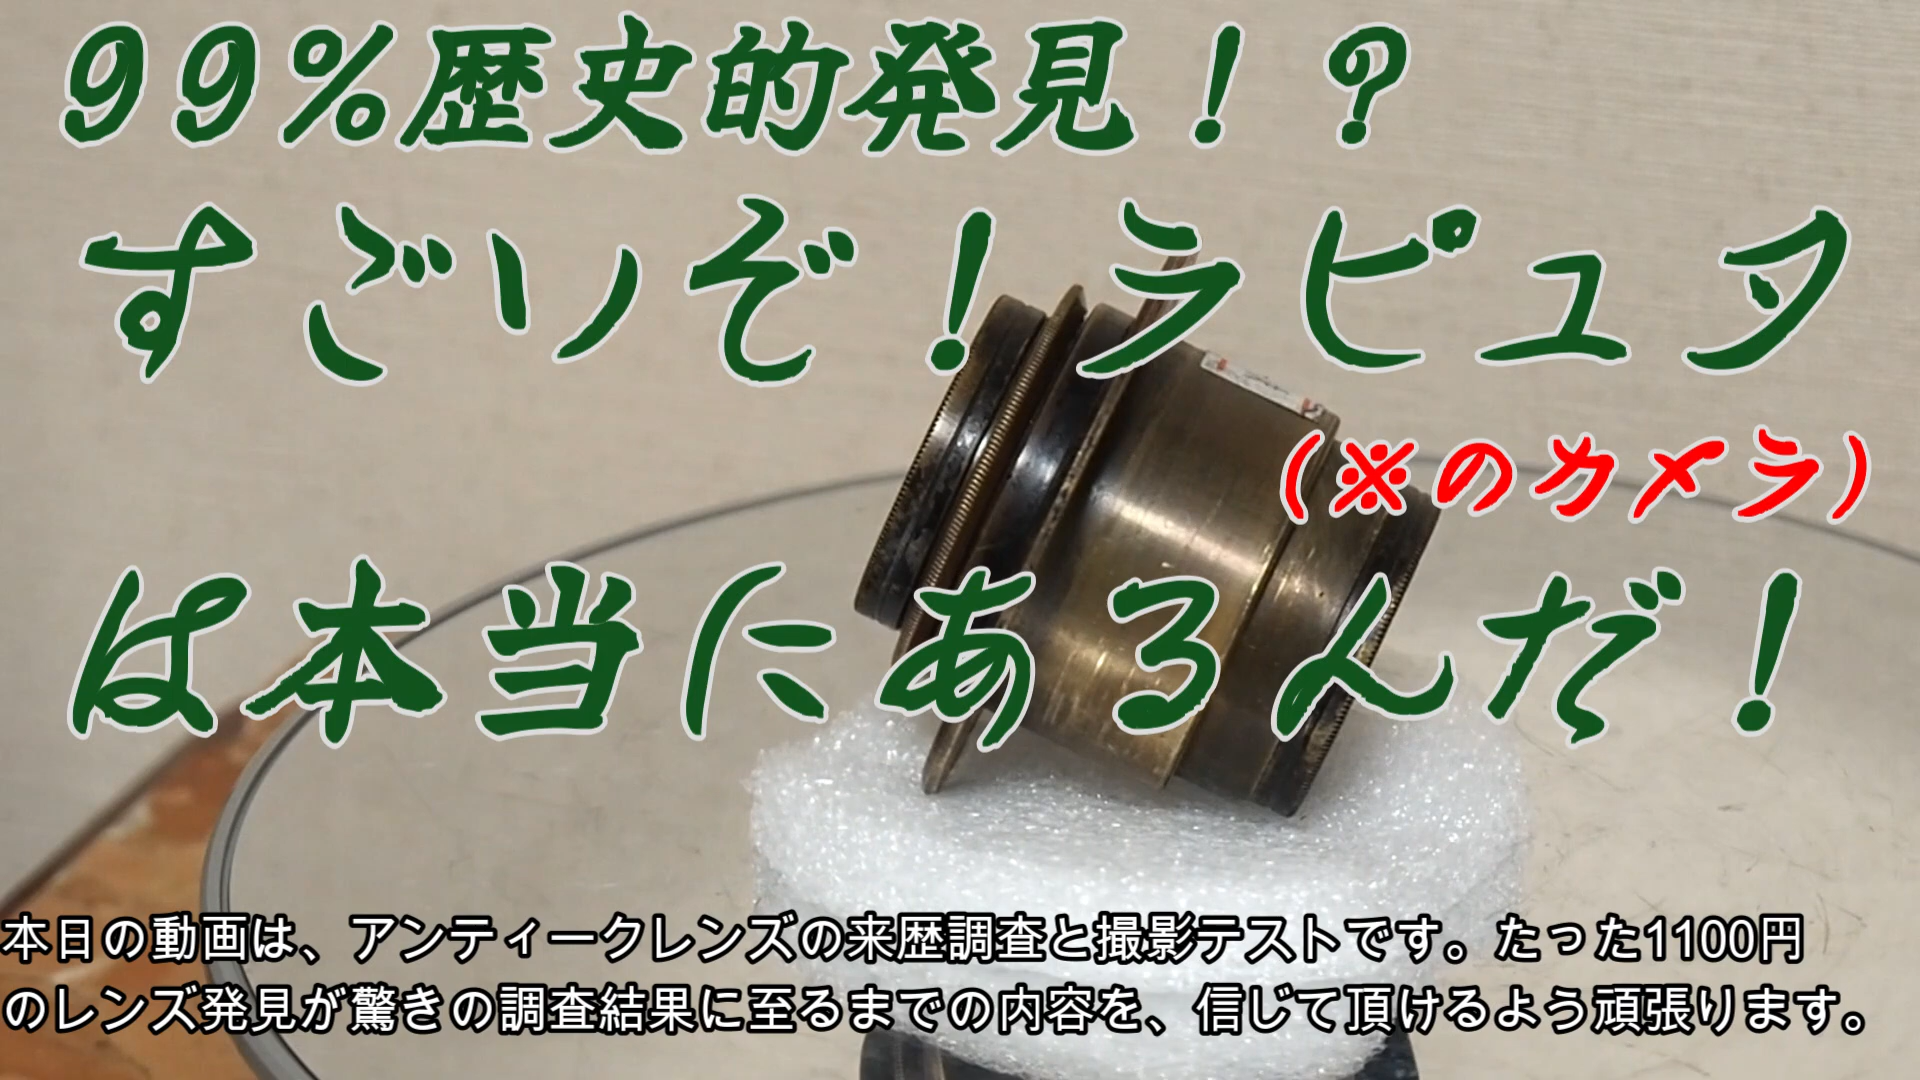 99%歴史的発見！？
すごいぞ！ラピュタ
(※のカメラ)
は本当にあるんだ！
本日の動画は、アンティークレンズの来歴調査と撮影テストです。たった1100円
のレンズ発見が驚きの調査結果に至るまでの内容を、信じて頂けるよう頑張ります。